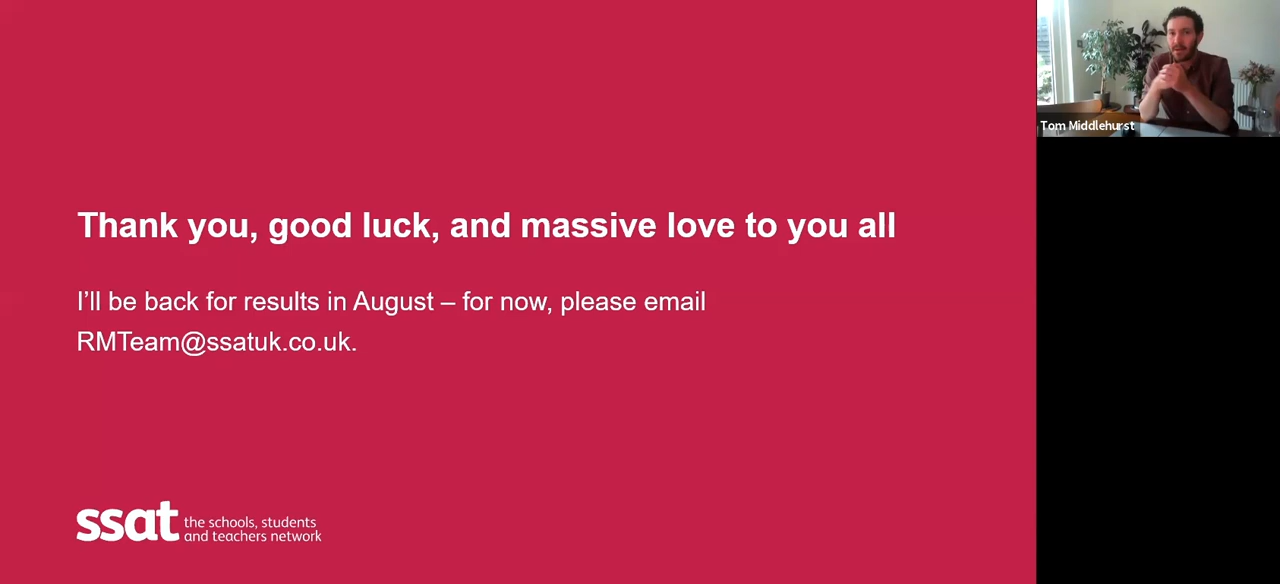 Thank you, good luck, and massive love to you all
I’ll be back for results in August – for now, please email
RMTeam@ssatuk.co.uk.
ssat the schools, students
and teachers network
Tom Middlehurst